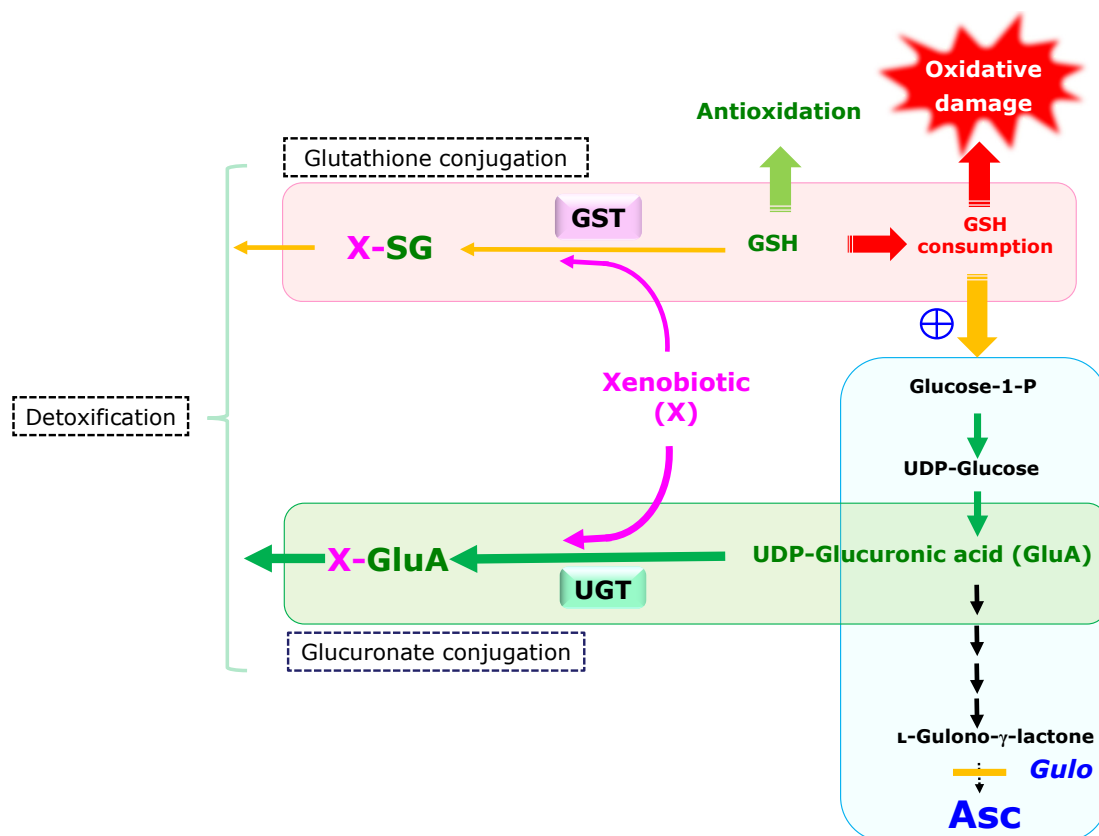 Oxidative
damage
Antioxidation
Glutathione conjugation
GST
X-SG
GSH
GSH
consumption
Xenobiotic
(X)
Glucose-1-P
Detoxification
UDP-Glucose
X-GluA
UDP-Glucuronic acid (GluA)
UGT
Glucuronate conjugation
ʟ-Gulono-γ-lactone
Gulo
Asc